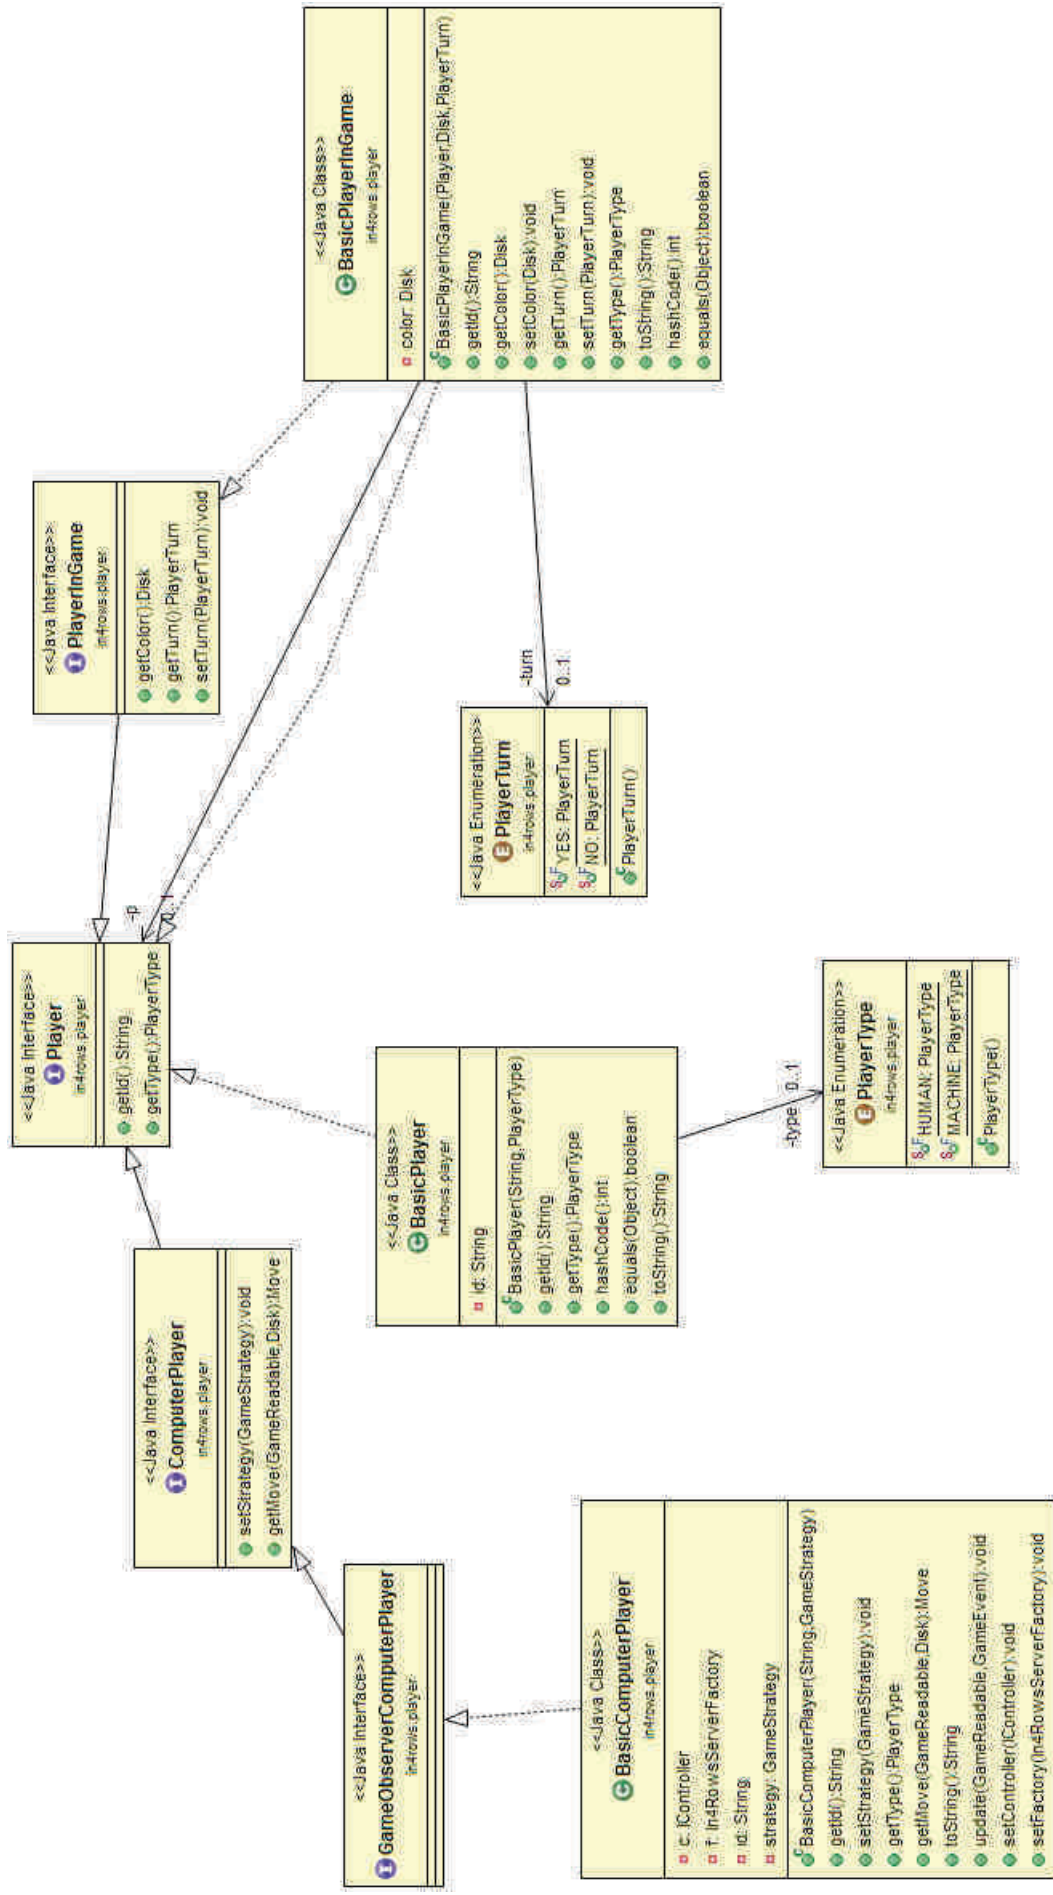 <<Java Interface>>
GameObserverComputerPlayer
in4rows.player
<<Java Interface>>
ComputerPlayer
in4rows.player
setStrategy(GameStrategy):void
getMove(GameReadable,Disk):Move
<<Java Interface>>
Player
in4rows.player
getId():String
getType():PlayerType
<<Java Interface>>
PlayerInGame
in4rows.player
getColor():Disk
getTurn():PlayerTurn
setTurn(PlayerTurn):void
-p
0..1
<<Java Class>>
BasicPlayerInGame
in4rows.player
color: Disk
BasicPlayerInGame(Player,Disk,PlayerTurn)
getId():String
getColor():Disk
setColor(Disk):void
getTurn():PlayerTurn
setTurn(PlayerTurn):void
getType():PlayerType
toString():String
hashCode():int
equals(Object):boolean
<<Java Class>>
BasicPlayer
in4rows.player
id: String
BasicPlayer(String,PlayerType)
getId():String
getType():PlayerType
hashCode():int
equals(Object):boolean
toString():String
-turn
0..1
<<Java Enumeration>>
PlayerTurn
in4rows.player
YES: PlayerTurn
NO: PlayerTurn
PlayerTurn()
<<Java Class>>
BasicComputerPlayer
in4rows.player
c: IController
f: In4RowsServerFactory
id: String
strategy: GameStrategy
BasicComputerPlayer(String,GameStrategy)
getId():String
setStrategy(GameStrategy):void
getType():PlayerType
getMove(GameReadable,Disk):Move
toString():String
update(GameReadable,GameEvent):void
setController(IController):void
setFactory(In4RowsServerFactory):void
-type 0..1
<<Java Enumeration>>
PlayerType
in4rows.player
HUMAN: PlayerType
MACHINE: PlayerType
PlayerType()